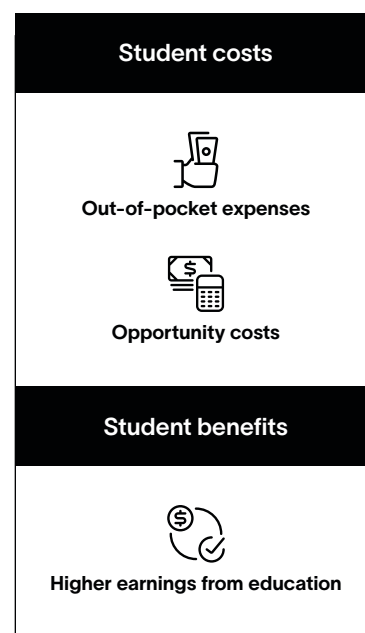 Student costs
Out-of-pocket expenses
$
Opportunity costs
Student benefits
$
Higher earnings from education